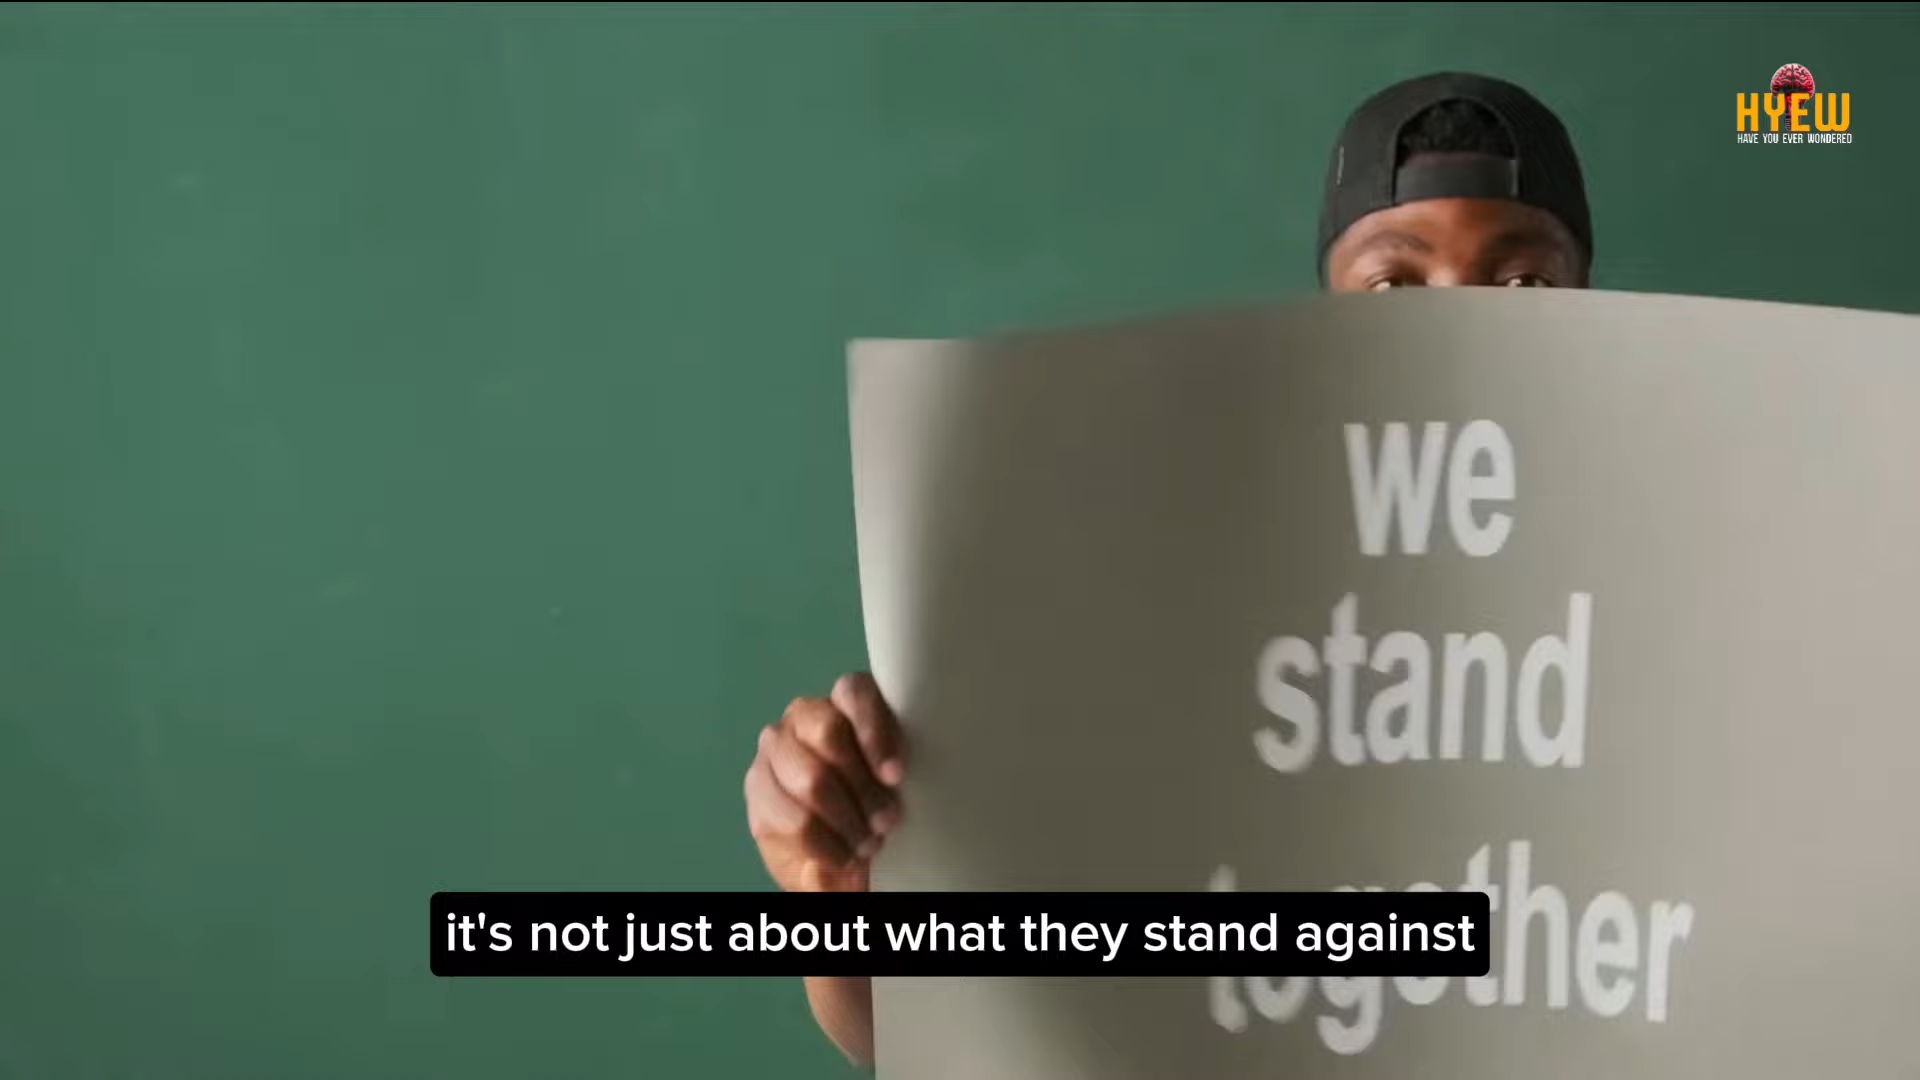 HYEW
HAVE YOU EVER WONDERED
we
stand
together
it's not just about what they stand against